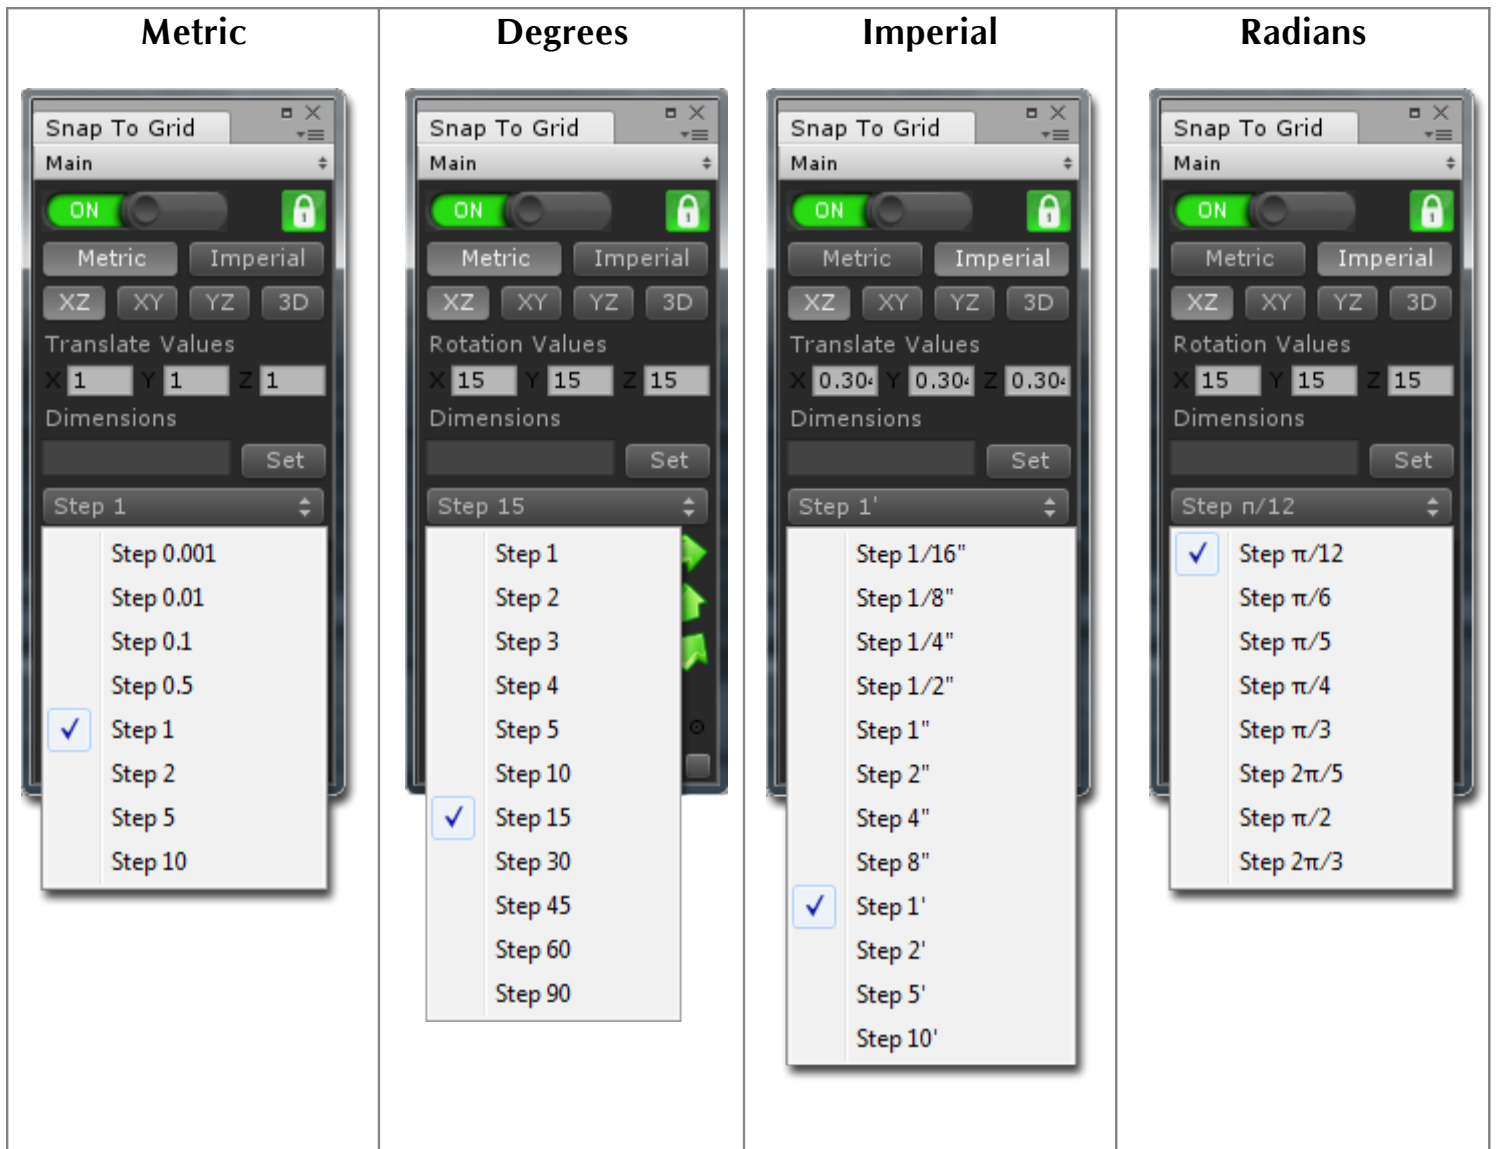 Metric
Snap To Grid
Main
ON
Metric Imperial
XZ XY YZ 3D
Translate Values
X 1 Y 1 Z 1
Dimensions
Set
Step 1
Step 0.001
Step 0.01
Step 0.1
Step 0.5
Step 1
Step 2
Step 5
Step 10
Degrees
Snap To Grid
Main
ON
Metric Imperial
XZ XY YZ 3D
Rotation Values
X 15 Y 15 Z 15
Dimensions
Set
Step 15
Step 1
Step 2
Step 3
Step 4
Step 5
Step 10
Step 15
Step 30
Step 45
Step 60
Step 90
Imperial
Snap To Grid
Main
ON
Metric Imperial
XZ XY YZ 3D
Translate Values
X 0.30 Y 0.30 Z 0.30
Dimensions
Set
Step 1'
Step 1/16"
Step 1/8"
Step 1/4"
Step 1/2"
Step 1"
Step 2"
Step 4"
Step 8"
Step 1'
Step 2'
Step 5'
Step 10'
Radians
Snap To Grid
Main
ON
Metric Imperial
XZ XY YZ 3D
Rotation Values
X 15 Y 15 Z 15
Dimensions
Set
Step π/12
Step π/12
Step π/6
Step π/5
Step π/4
Step π/3
Step 2π/5
Step π/2
Step 2π/3